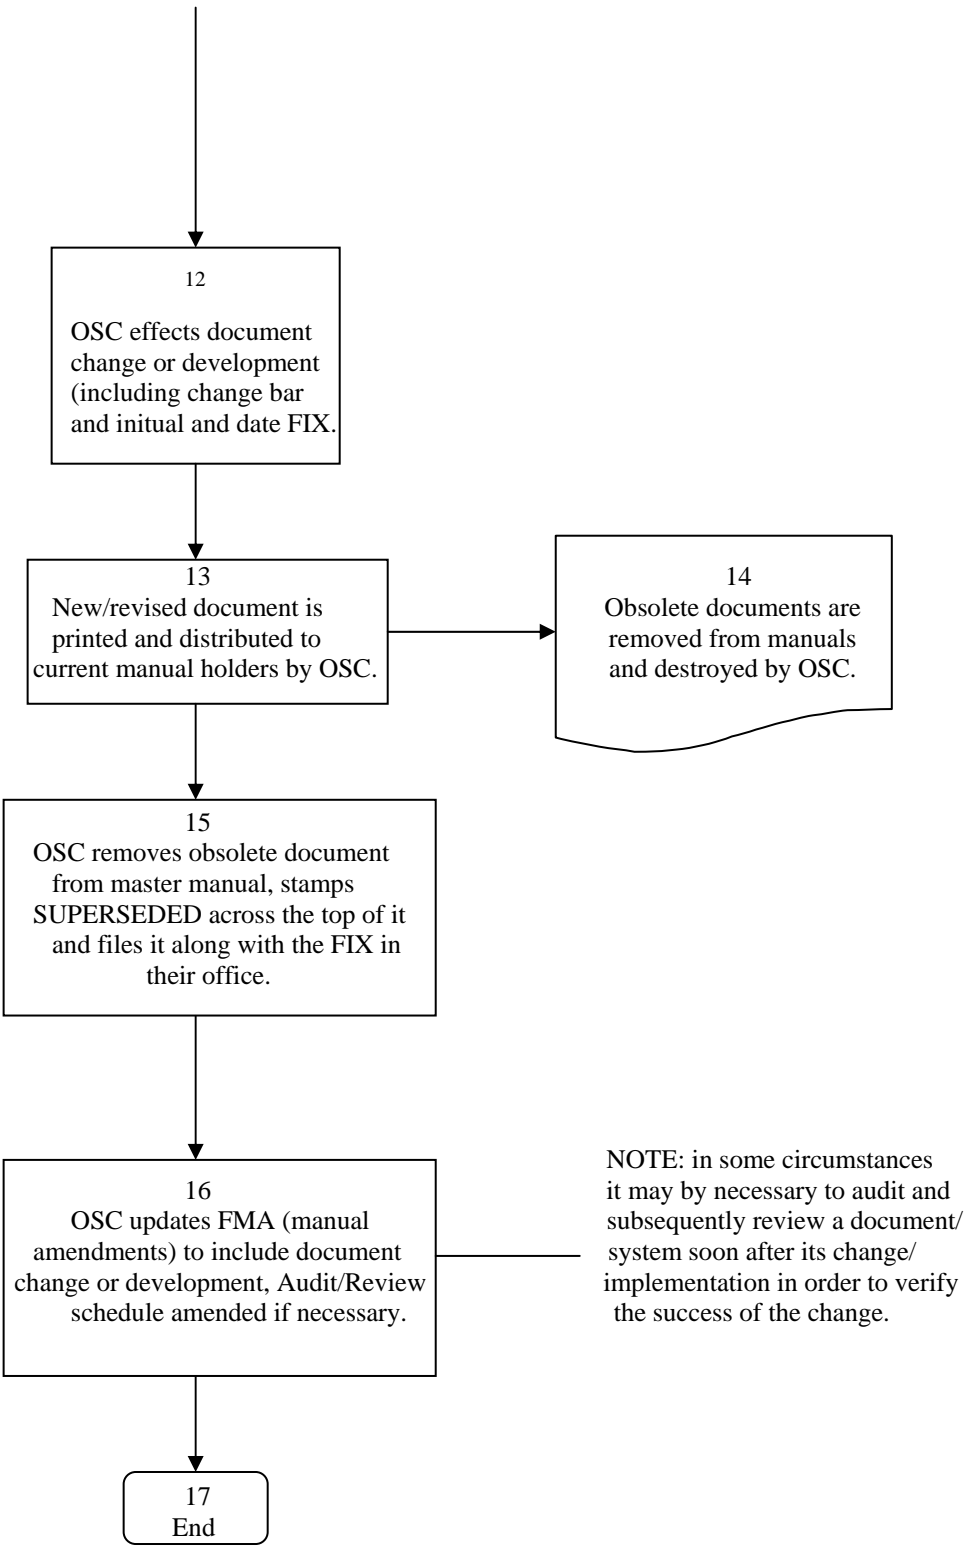 12
OSC effects document
change or development
(including change bar
and initual and date FIX.
13
New/revised document is
printed and distributed to
current manual holders by OSC.
14
Obsolete documents are
removed from manuals
and destroyed by OSC.
15
OSC removes obsolete document
from master manual, stamps
SUPERSEDED across the top of it
and files it along with the FIX in
their office.
16
OSC updates FMA (manual
amendments) to include document
change or development, Audit/Review
schedule amended if necessary.
NOTE: in some circumstances
it may by necessary to audit and
subsequently review a document/
system soon after its change/
implementation in order to verify
the success of the change.
17
End